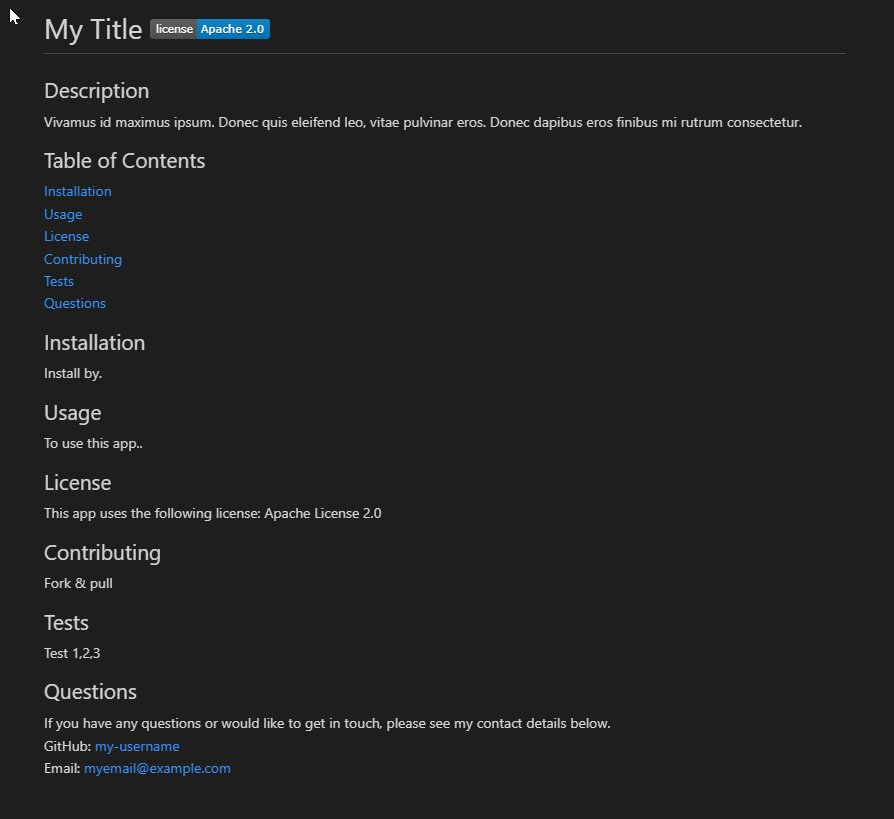 My Title license Apache 2.0
Description
Vivamus id maximus ipsum. Donec quis eleifend leo, vitae pulvinar eros. Donec dapibus eros finibus mi rutrum consectetur.
Table of Contents
Installation
Usage
License
Contributing
Tests
Questions
Installation
Install by.
Usage
To use this app..
License
This app uses the following license: Apache License 2.0
Contributing
Fork & pull
Tests
Test 1,2,3
Questions
If you have any questions or would like to get in touch, please see my contact details below.
GitHub: my-username
Email: myemail@example.com